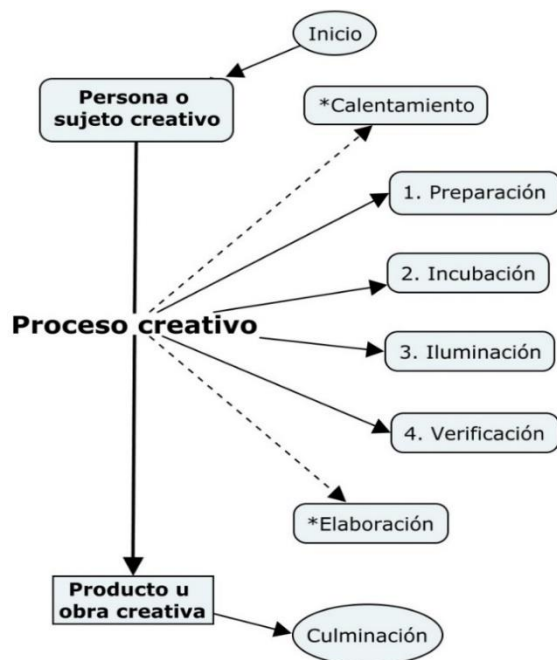 Inicio
Persona o
sujeto creativo
*Calentamiento
1. Preparación
2. Incubación
Proceso creativo
3. Iluminación
4. Verificación
*Elaboración
Producto u
obra creativa
Culminación